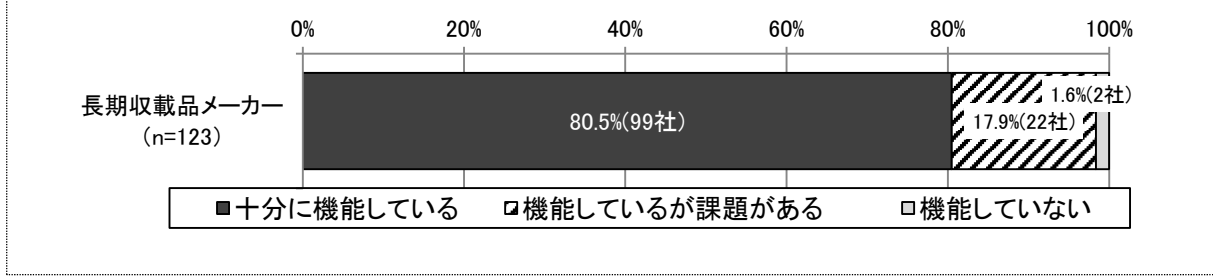 0% 20% 40% 60% 80% 100%
長期収載品メーカー
(n=123)
80.5%(99社)
1.6%(2社)
17.9%(22社)
十分に機能している 機能しているが課題がある 機能していない